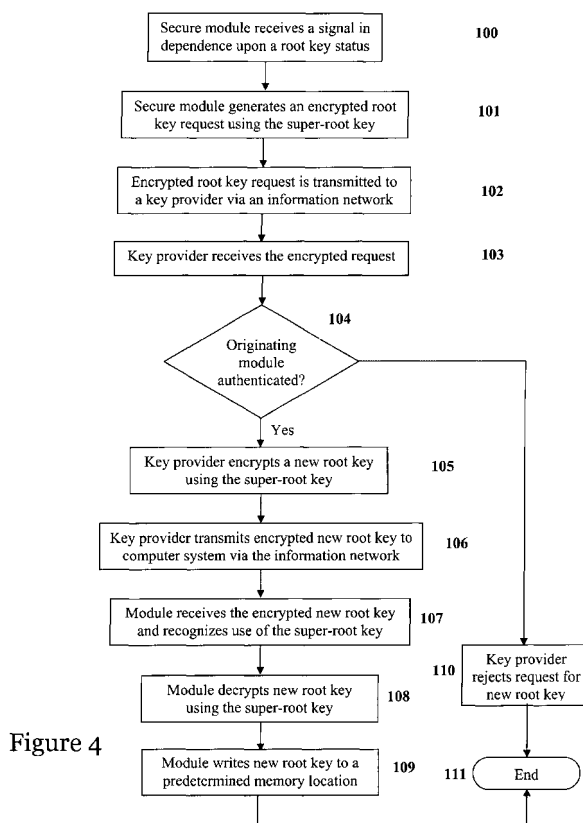 Secure module receives a signal in
dependence upon a root key status
100
Secure module generates an encrypted root
key request using the super-root key
101
Encrypted root key request is transmitted to
a key provider via an information network
102
Key provider receives the encrypted request
103
104
Originating
module
authenticated?
Yes
Key provider encrypts a new root key
using the super-root key
105
Key provider transmits encrypted new root key to
computer system via the information network
106
Module receives the encrypted new root key
and recognizes use of the super-root key
107
110
Key provider
rejects request for
new root key
Module decrypts new root key
using the super-root key
108
Figure 4
Module writes new root key to a
predetermined memory location
109
111
End